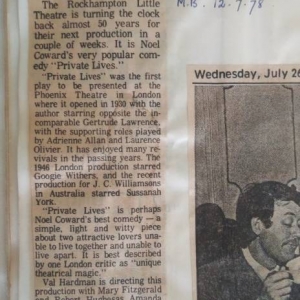 M.B. 12.7.78
The Rockhampton Little
Theatre is turning the clock
back almost 50 years for
their next production in a
couple of weeks. It is Noel
Coward's very popular com-
edy "Private Lives."
"Private Lives" was the first
play to be presented at the
Phoenix Theatre in London
where it opened in 1930 with the
author starring opposite the in-
comparable Gertrude Lawrence,
with the supporting roles played
by Adrienne Allan and Laurence
Olivier. It has enjoyed many re-
vivals in the passing years. The
1946 London production starred
Googie Withers, and the recent
production for J. C. Williamsons
in Australia starred Sussanah
York.
"Private Lives" is perhaps
Noel Coward's best comedy — a
simple, light and witty piece
about two attractive lovers una-
ble to live together and unable to
live apart. It is best described
by one London critic as "unique
theatrical magic."
Val Hardman is directing this
production with Mary Fitzgerald
and Robert Amanda
Wednesday, July 26